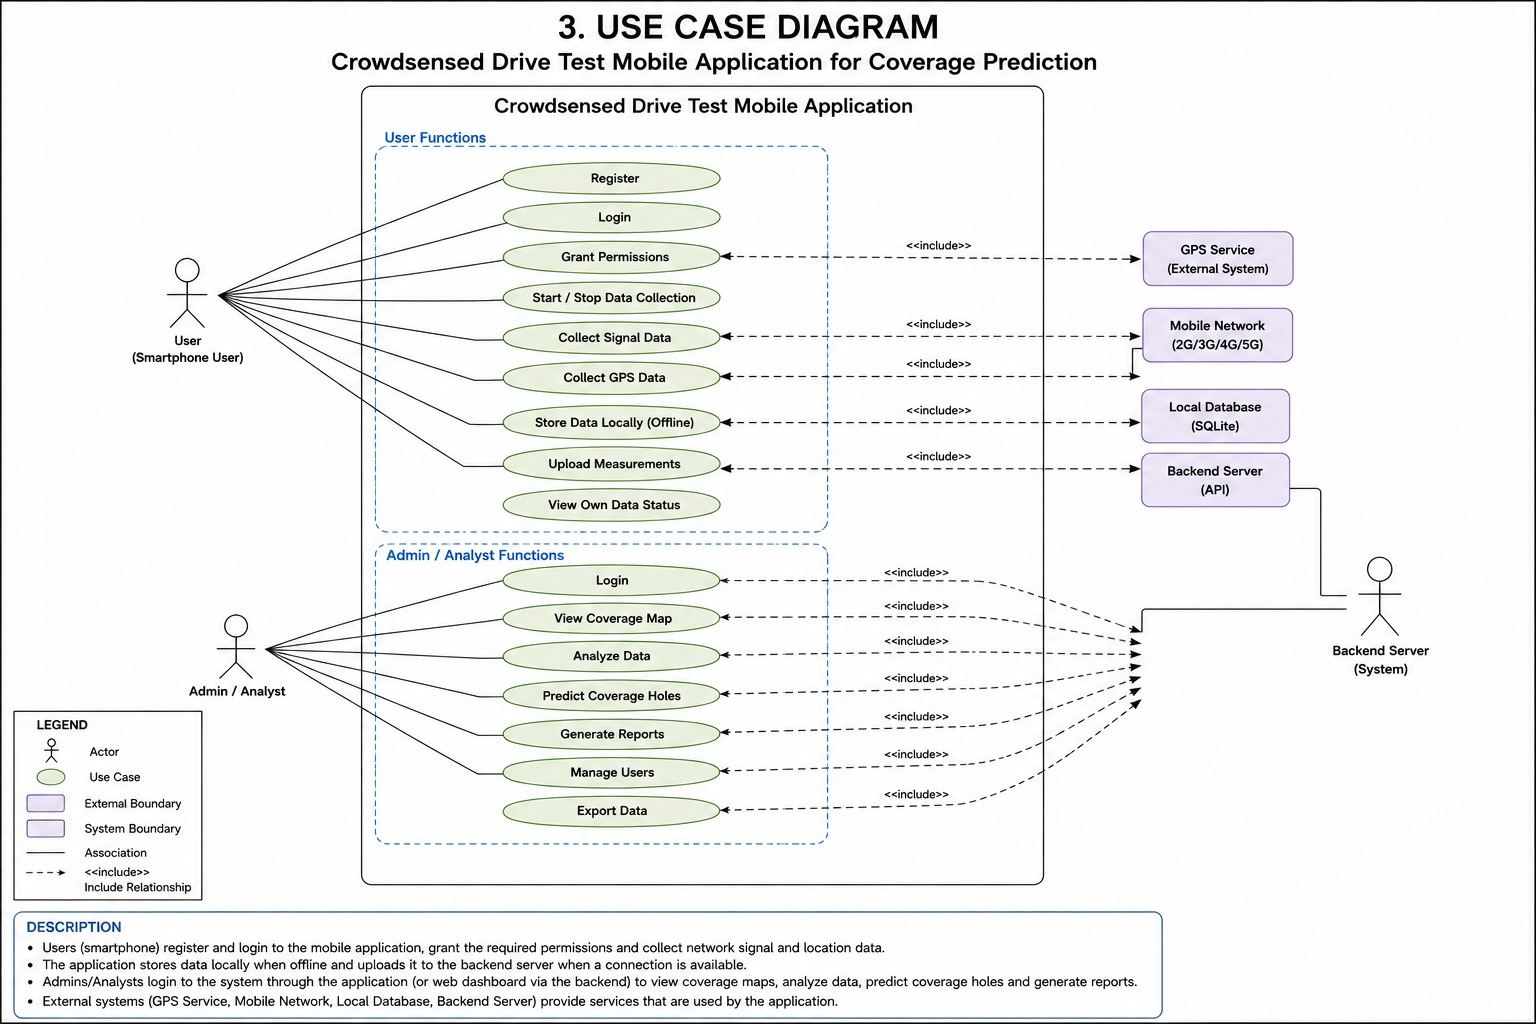 3. USE CASE DIAGRAM
Crowdsensed Drive Test Mobile Application for Coverage Prediction
Crowdsensed Drive Test Mobile Application
User Functions
Register
Login
Grant Permissions
Start / Stop Data Collection
Collect Signal Data
Collect GPS Data
Store Data Locally (Offline)
Upload Measurements
View Own Data Status
User
(Smartphone User)
<<include>>
<<include>>
<<include>>
<<include>>
<<include>>
GPS Service
(External System)
Mobile Network
(2G/3G/4G/5G)
Local Database
(SQLite)
Backend Server
(API)
Admin / Analyst Functions
Login
View Coverage Map
Analyze Data
Predict Coverage Holes
Generate Reports
Manage Users
Export Data
Admin / Analyst
<<include>>
<<include>>
<<include>>
<<include>>
<<include>>
<<include>>
<<include>>
Backend Server
(System)
LEGEND
Actor
Use Case
External Boundary
System Boundary
Association
<<include>>
Include Relationship
DESCRIPTION
• Users (smartphone) register and login to the mobile application, grant the required permissions and collect network signal and location data.
• The application stores data locally when offline and uploads it to the backend server when a connection is available.
• Admins/Analysts login to the system through the application (or web dashboard via the backend) to view coverage maps, analyze data, predict coverage holes and generate reports.
• External systems (GPS Service, Mobile Network, Local Database, Backend Server) provide services that are used by the application.